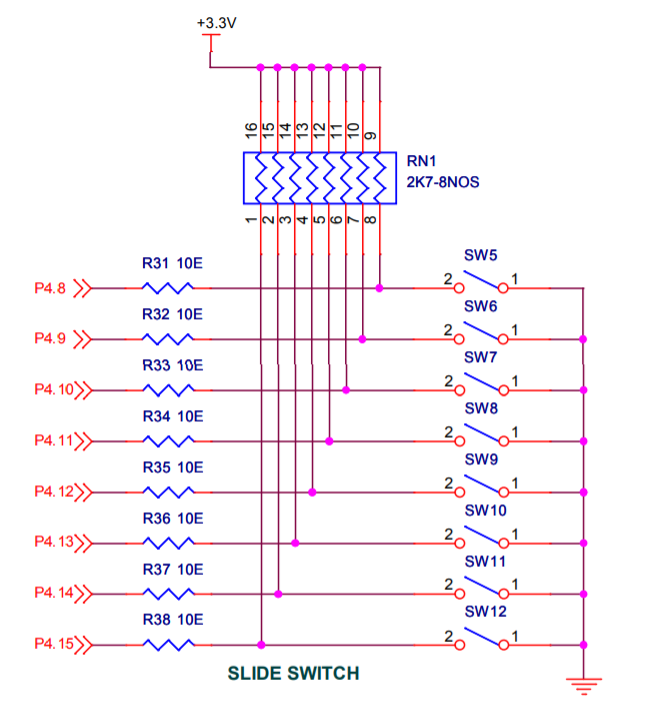 +3.3V
16 15 14 13 12 11 10 9
RN1
2K7-8NOS
1 2 3 4 5 6 7 8
SW5
R31 10E
P4.8 2 1
SW6
R32 10E
P4.9 2 1
SW7
R33 10E
P4.10 2 1
SW8
R34 10E
P4.11 2 1
SW9
R35 10E
P4.12 2 1
SW10
R36 10E
P4.13 2 1
SW11
R37 10E
P4.14 2 1
SW12
R38 10E
P4.15 2 1
SLIDE SWITCH